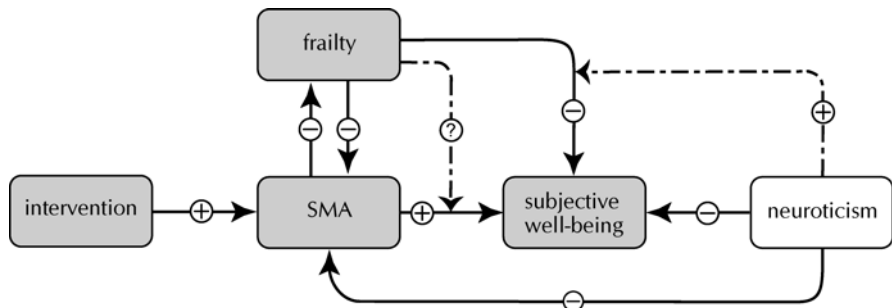 frailty
+
−
−
?
−
intervention
+
SMA
+
subjective
well-being
−
neuroticism
−